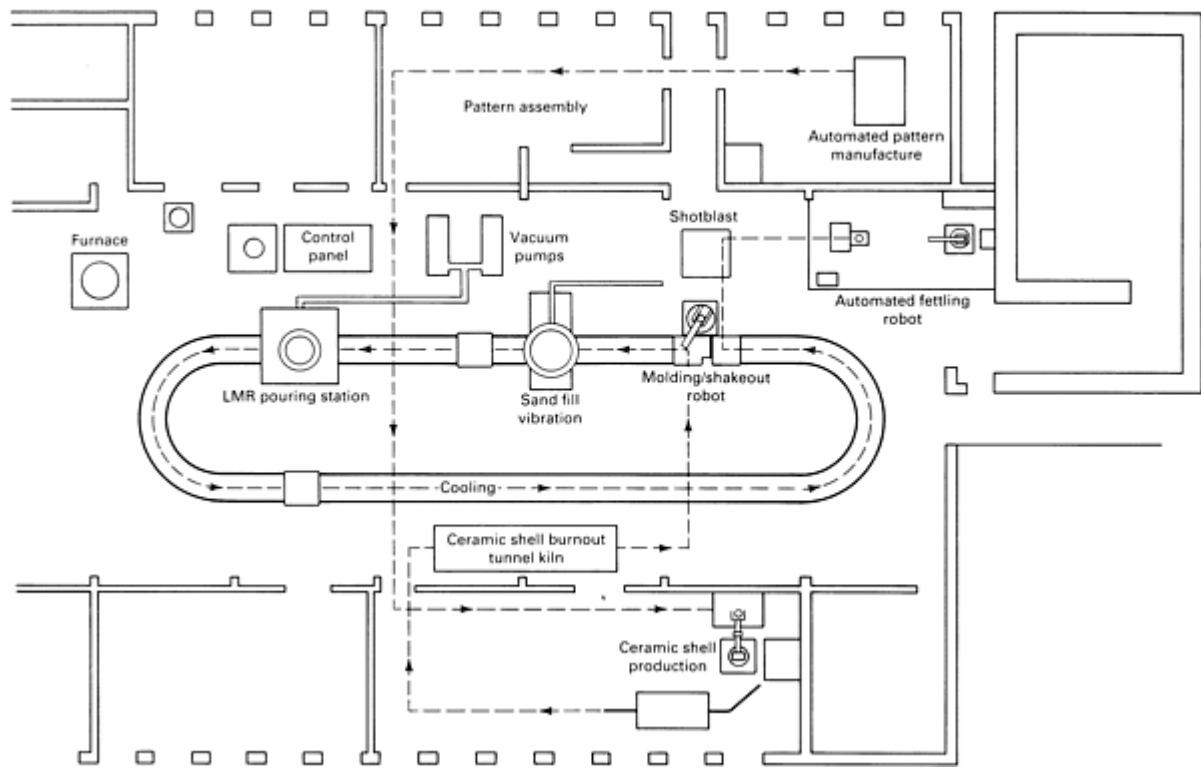 Pattern assembly
Automated pattern
manufacture
Furnace
Control
panel
Vacuum
pumps
Shotblast
Automated fettling
robot
LMR pouring station
Sand fill
vibration
Molding/shakeout
robot
Cooling
Ceramic shell burnout
tunnel kiln
Ceramic shell
production